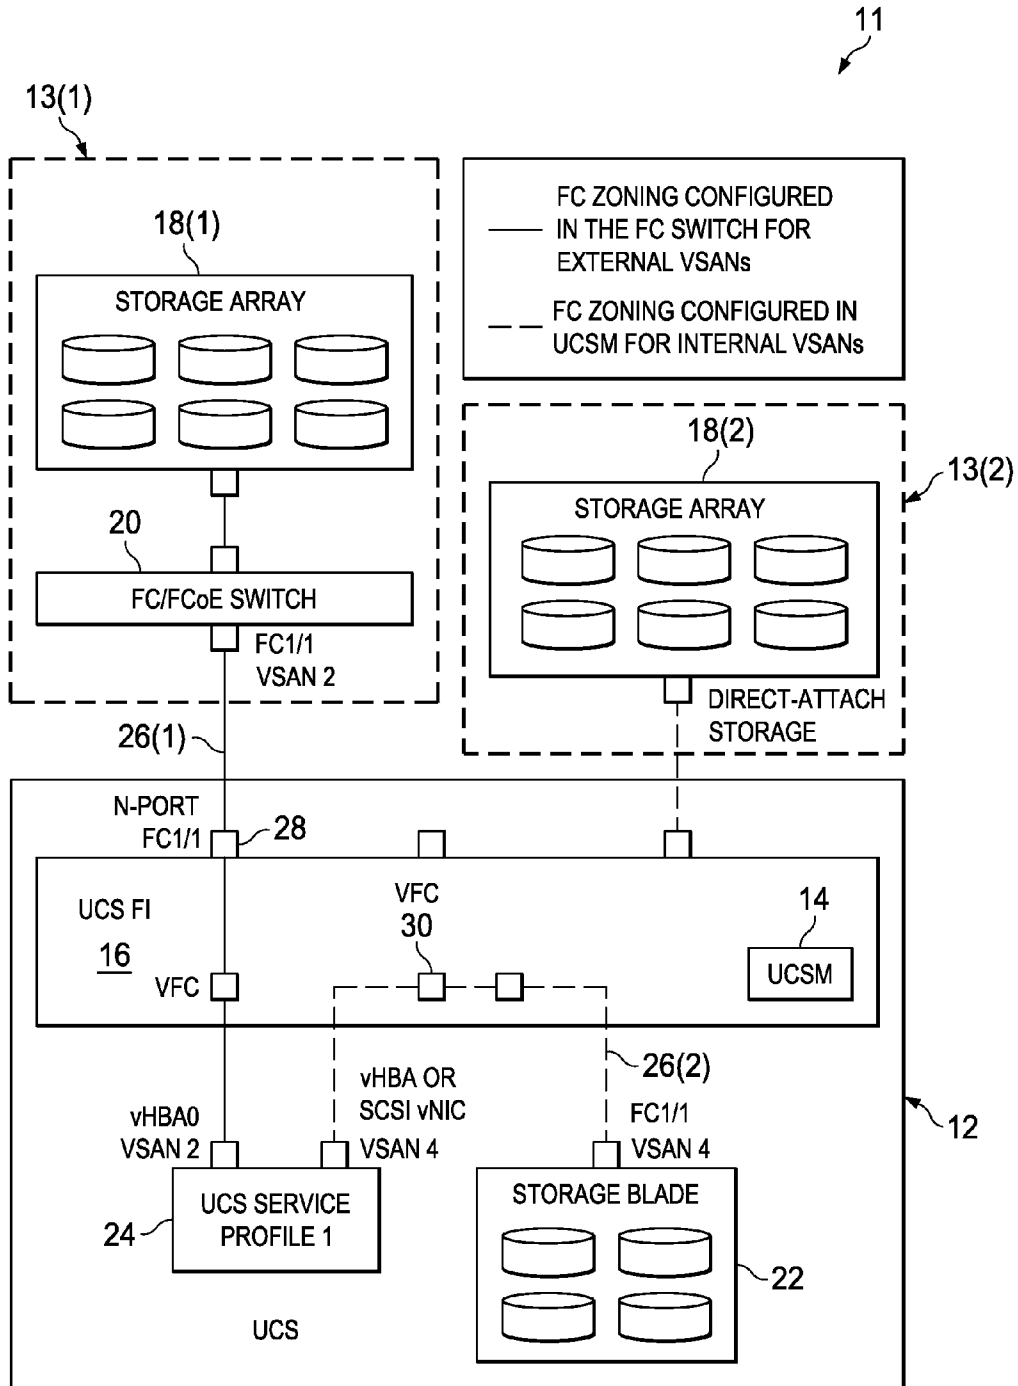 11
13(1)
18(1)
STORAGE ARRAY
FC ZONING CONFIGURED
IN THE FC SWITCH FOR
EXTERNAL VSANs
FC ZONING CONFIGURED IN
UCSM FOR INTERNAL VSANs
18(2)
13(2)
STORAGE ARRAY
20
FC/FCoE SWITCH
FC1/1
VSAN 2
DIRECT-ATTACH
STORAGE
26(1)
N-PORT
FC1/1
28
UCS FI
16
VFC
VFC
30
14
UCSM
26(2)
vHBA OR
SCSI vNIC
VSAN 4
vHBA0
VSAN 2
FC1/1
VSAN 4
12
UCS SERVICE
PROFILE 1
24
STORAGE BLADE
22
UCS